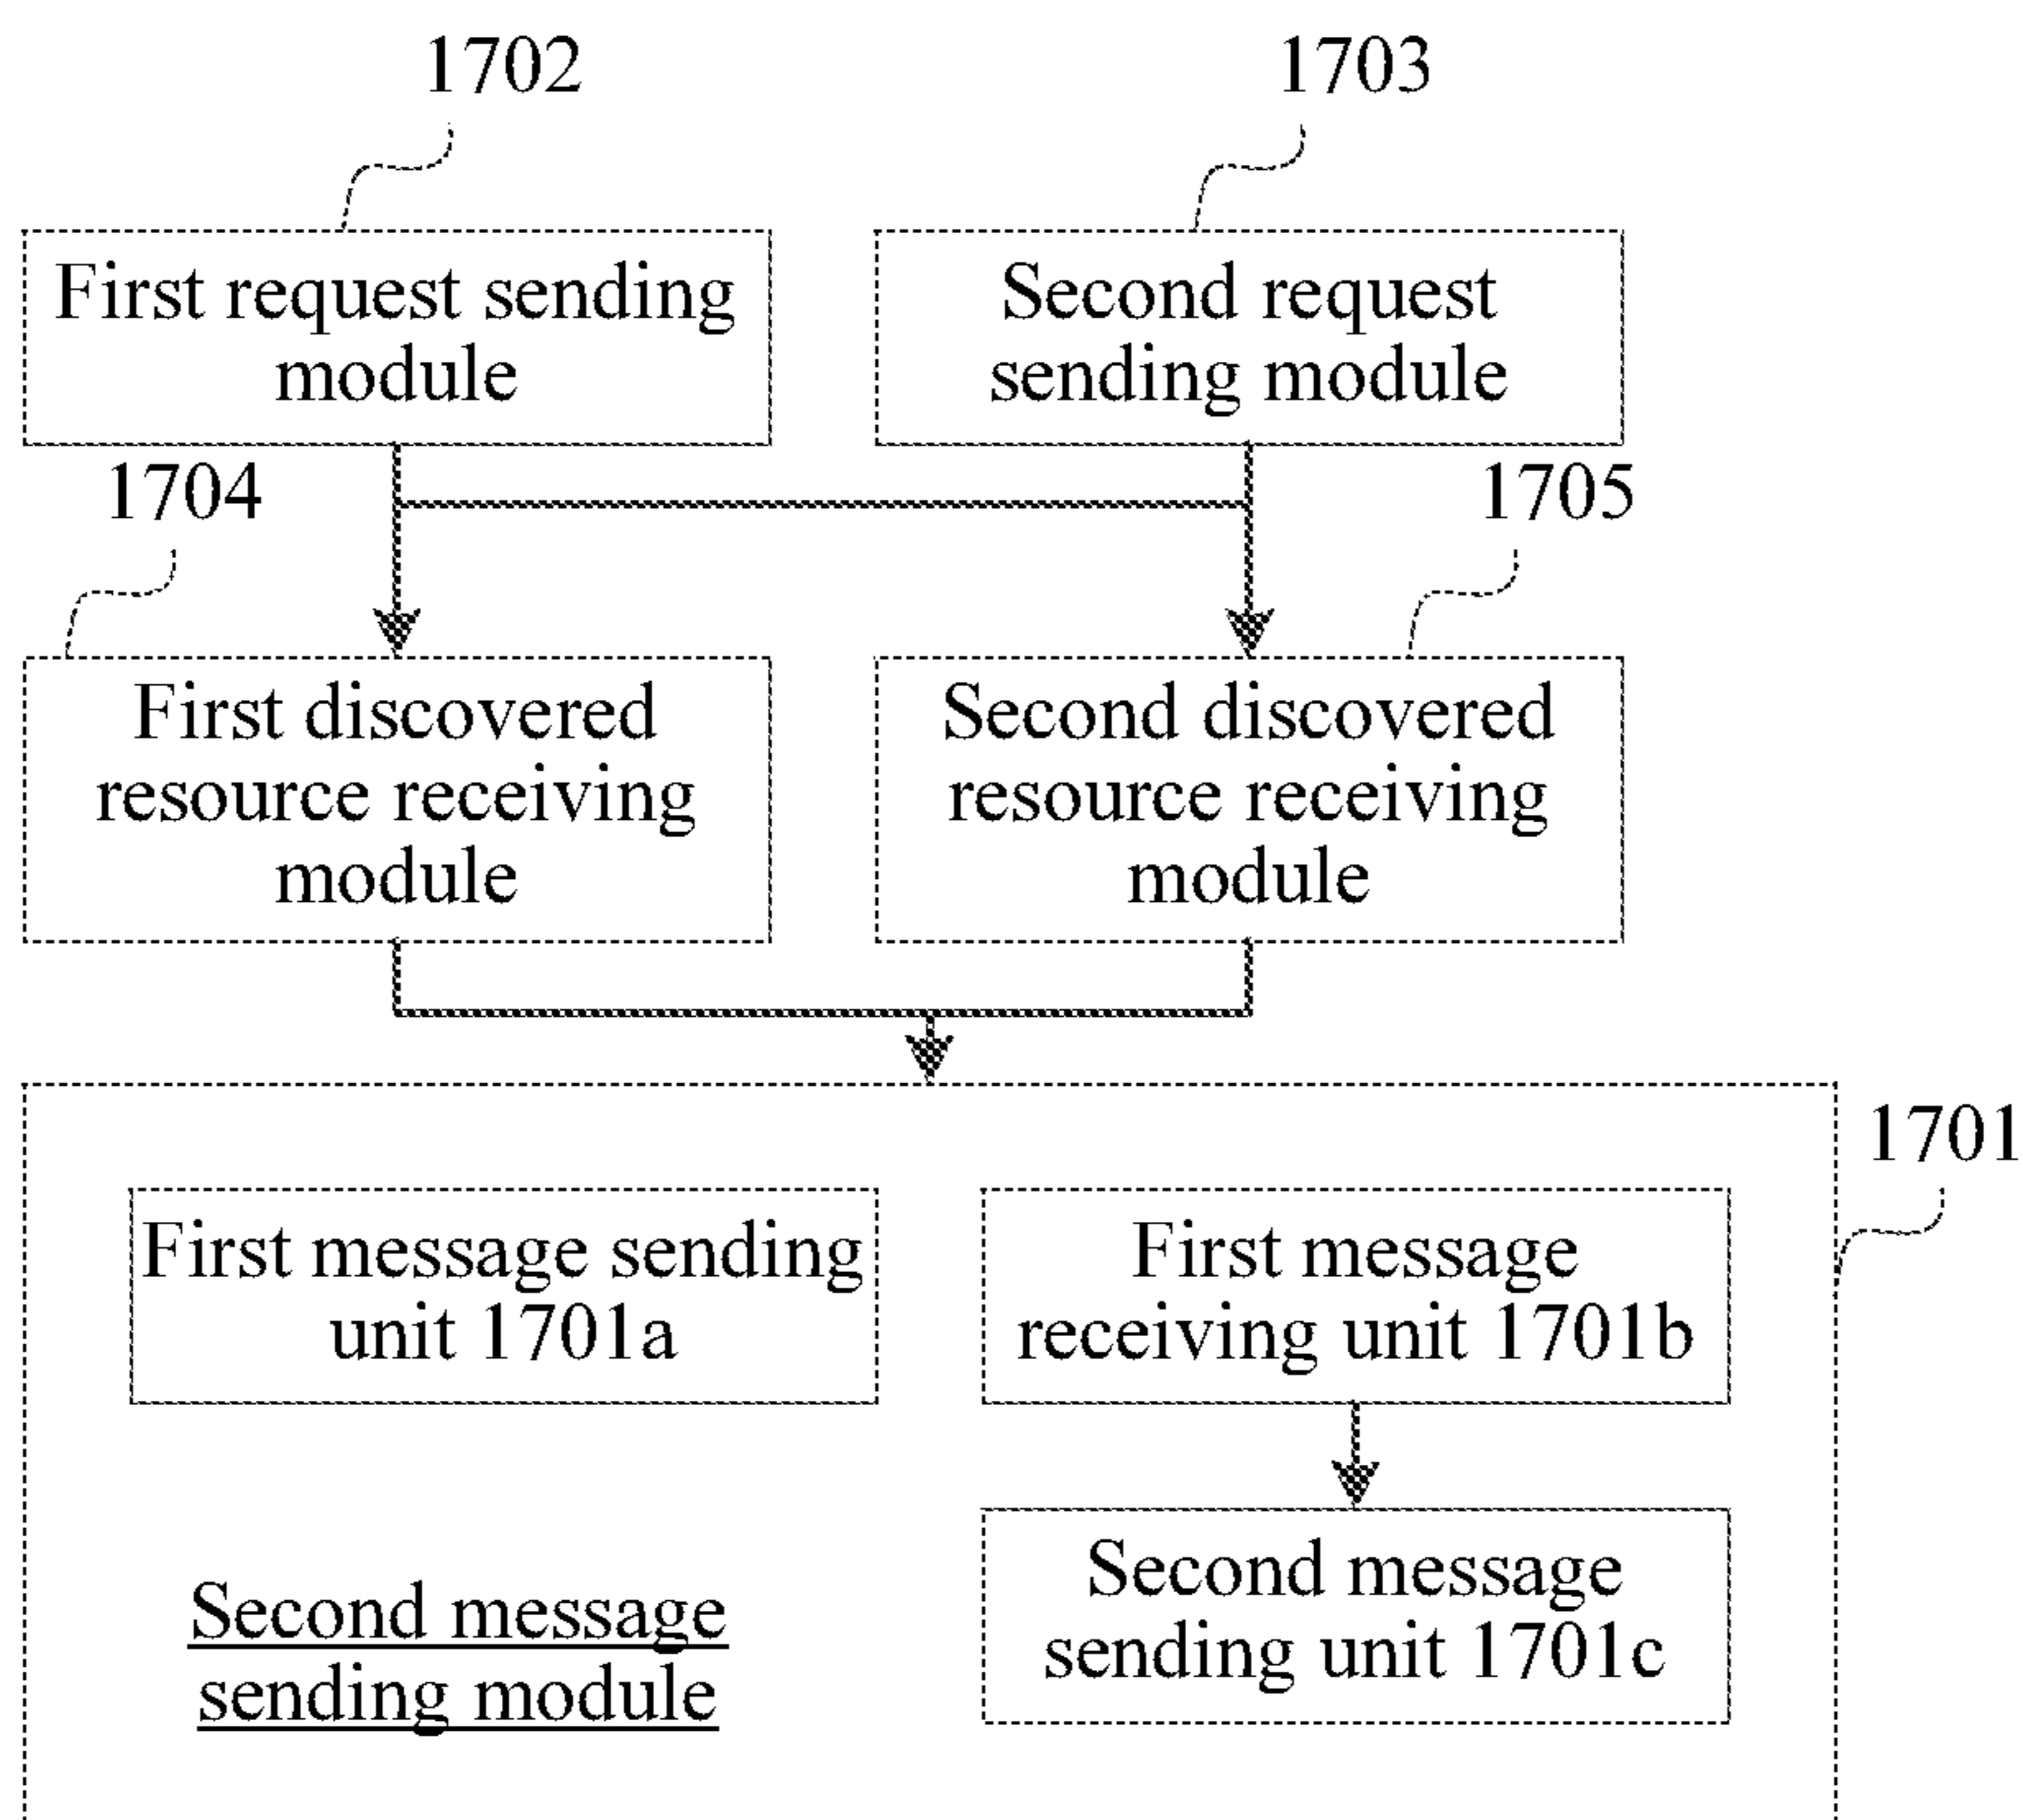 1702
1703
First request sending
module
Second request
sending module
1704
1705
First discovered
resource receiving
module
Second discovered
resource receiving
module
1701
First message sending
unit 1701a
First message
receiving unit 1701b
Second message
sending unit 1701c
Second message
sending module